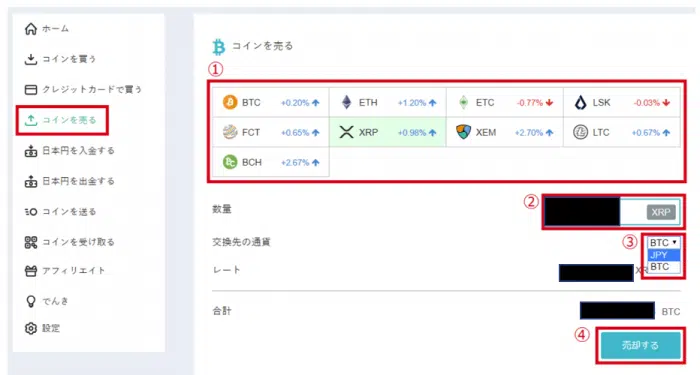 ホーム
コインを買う
クレジットカードで買う
コインを売る
日本円を入金する
日本円を出金する
コインを送る
コインを受け取る
アフィリエイト
でんき
設定
コインを売る
①
BTC +0.20% ETH +1.20% ETC -0.77% LSK -0.03%
FCT +0.65% XRP +0.98% XEM +2.70% LTC +0.67%
BCH +2.67%
数量 ② XRP
交換先の通貨 ③ BTC
JPY
BTC
レート XR
合計 BTC
④ 売却する